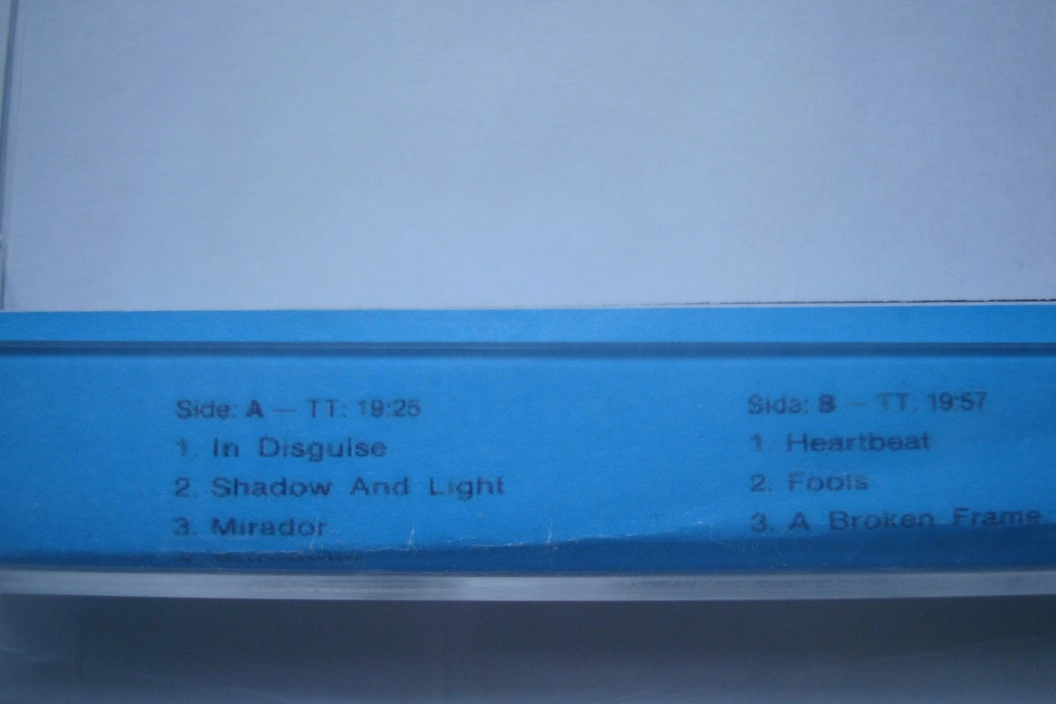 Side: A — TT: 19:25
1. In Disguise
2. Shadow And Light
3. Mirador
Side: B — TT: 19:57
1. Heartbeat
2. Fools
3. A Broken Frame